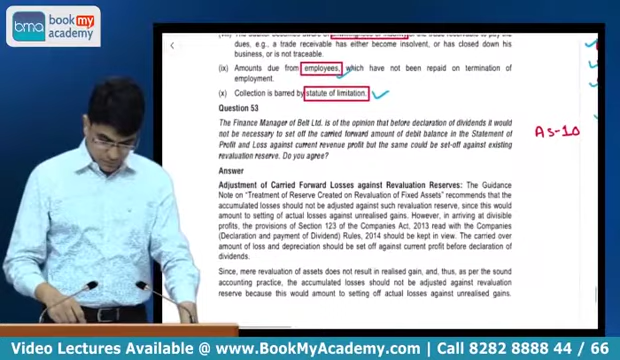 bma
book
my
academy
(viii) The auditor becomes aware of unwillingness or inability of the trade receivable to pay the
dues, e.g., a trade receivable has either become insolvent, or has closed down his
business, or is not traceable.
(ix) Amounts due from employees, which have not been repaid on termination of
employment.
(x) Collection is barred by statute of limitation.
Question 53
The Finance Manager of Belt Ltd. is of the opinion that before declaration of dividends it would
not be necessary to set off the carried forward amount of debit balance in the Statement of
Profit and Loss against current revenue profit but the same could be set-off against existing
revaluation reserve. Do you agree?
Answer
Adjustment of Carried Forward Losses against Revaluation Reserves: The Guidance
Note on "Treatment of Reserve Created on Revaluation of Fixed Assets" recommends that
the accumulated losses should not be adjusted against such revaluation reserve, since this
would amount to setting of actual losses against unrealised gains. However, in arriving at divisible
profits, the provisions of Section 123 of the Companies Act, 2013 read with the Companies
(Declaration and Payment of Dividend) Rules, 2014 should be kept in view. The carried over
amount of loss and depreciation should be set off against current profit before declaration of
dividends.
Since, mere revaluation of assets does not result in realised gain, and, thus, as per the sound
accounting practice, the accumulated losses should not be adjusted against revaluation
reserve because this would amount to setting off actual losses against unrealised gains.
AS-10
Video Lectures Available @ www.BookMyAcademy.com | Call 8282 8888 44 / 66